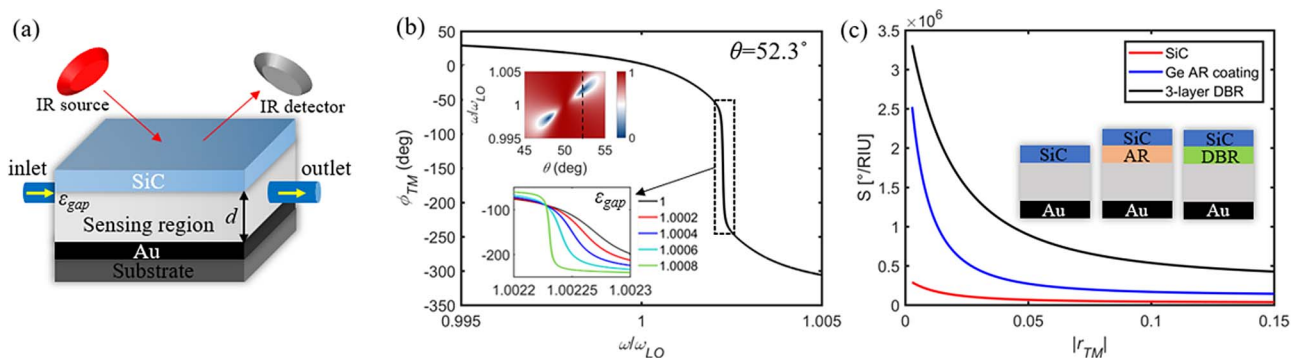 (a)
IR source
IR detector
inlet
outlet
SiC
εgap
Sensing region
d
Au
Substrate
(b)
θ=52.3°
ϕTM (deg)
50
0
-50
-100
-150
-200
-250
-300
-350
0.995
1
1.005
ω/ωLO
1.005
1
0.995
ω/ωLO
45
50
55
θ (deg)
1
0
εgap
-100
-200
1.0022
1.00225
1.0023
1
1.0002
1.0004
1.0006
1.0008
(c)
×10⁶
S [°/RIU]
3.5
3
2.5
2
1.5
1
0.5
0
0
0.05
0.1
0.15
|rTM|
SiC
Ge AR coating
3-layer DBR
SiC
SiC
SiC
AR
DBR
Au
Au
Au